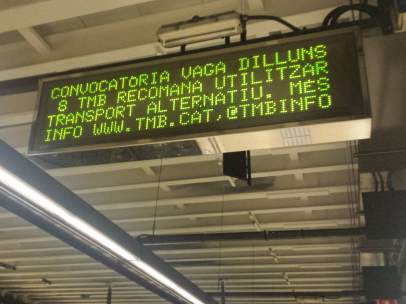 CONVOCATòRIA VAGA DILLUNS
8 TMB RECOMANA UTILITZAR
TRANSPORT ALTERNATIU. MÉS
INFO WWW.TMB.CAT,@TMBINFO